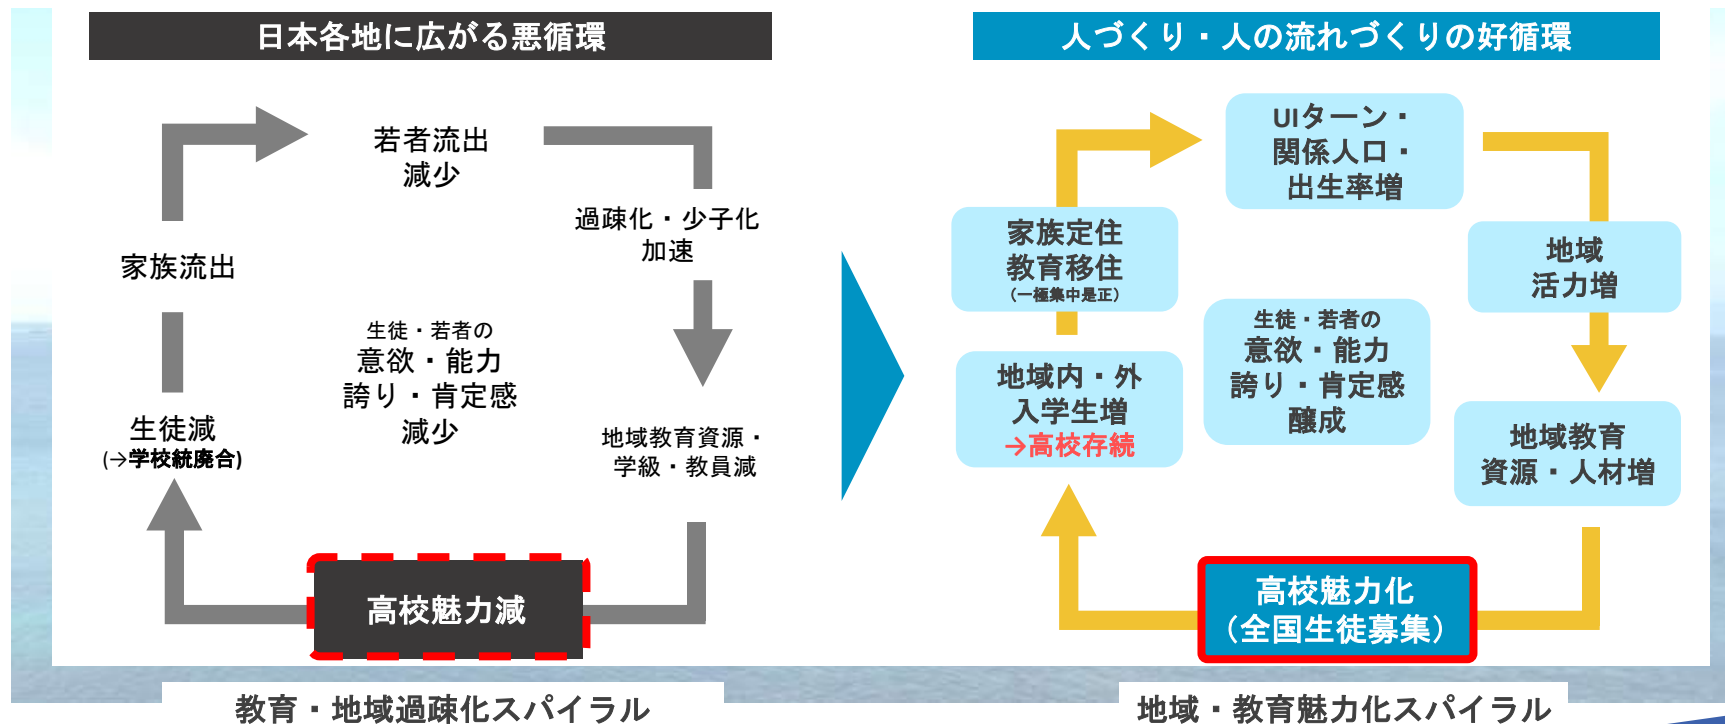 日本各地に広がる悪循環
若者流出
減少
過疎化・少子化
加速
家族流出
生徒・若者の
意欲・能力
誇り・肯定感
減少
生徒減
(→学校統廃合)
地域教育資源・
学級・教員減
高校魅力減
教育・地域過疎化スパイラル
人づくり・人の流れづくりの好循環
UIターン・
関係人口・
出生率増
家族定住
教育移住
（一極集中是正）
地域
活力増
生徒・若者の
意欲・能力
誇り・肯定感
醸成
地域内・外
入学生増
→高校存続
地域教育
資源・人材増
高校魅力化
（全国生徒募集）
地域・教育魅力化スパイラル